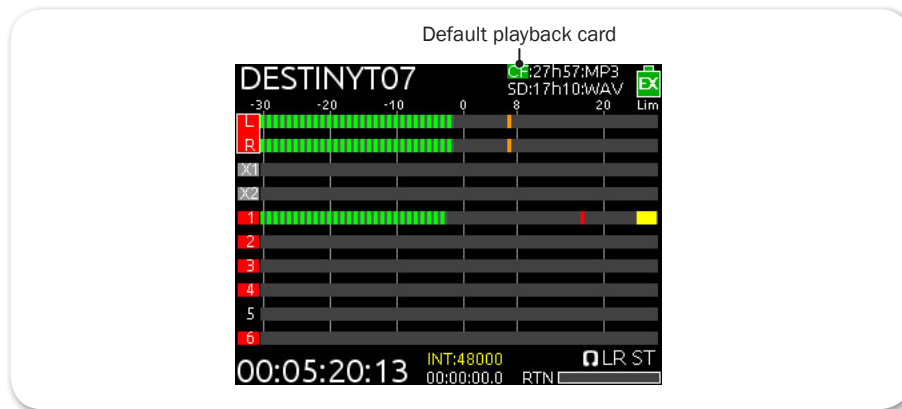 Default playback card
DESTINYT07
CF:27h57:MP3
SD:17h10:WAV
EX
-30 -20 -10 0 8 20 Lim
L
R
X1
X2
1
2
3
4
5
6
00:05:20:13
INT:48000
00:00:00.0
LR ST
RTN